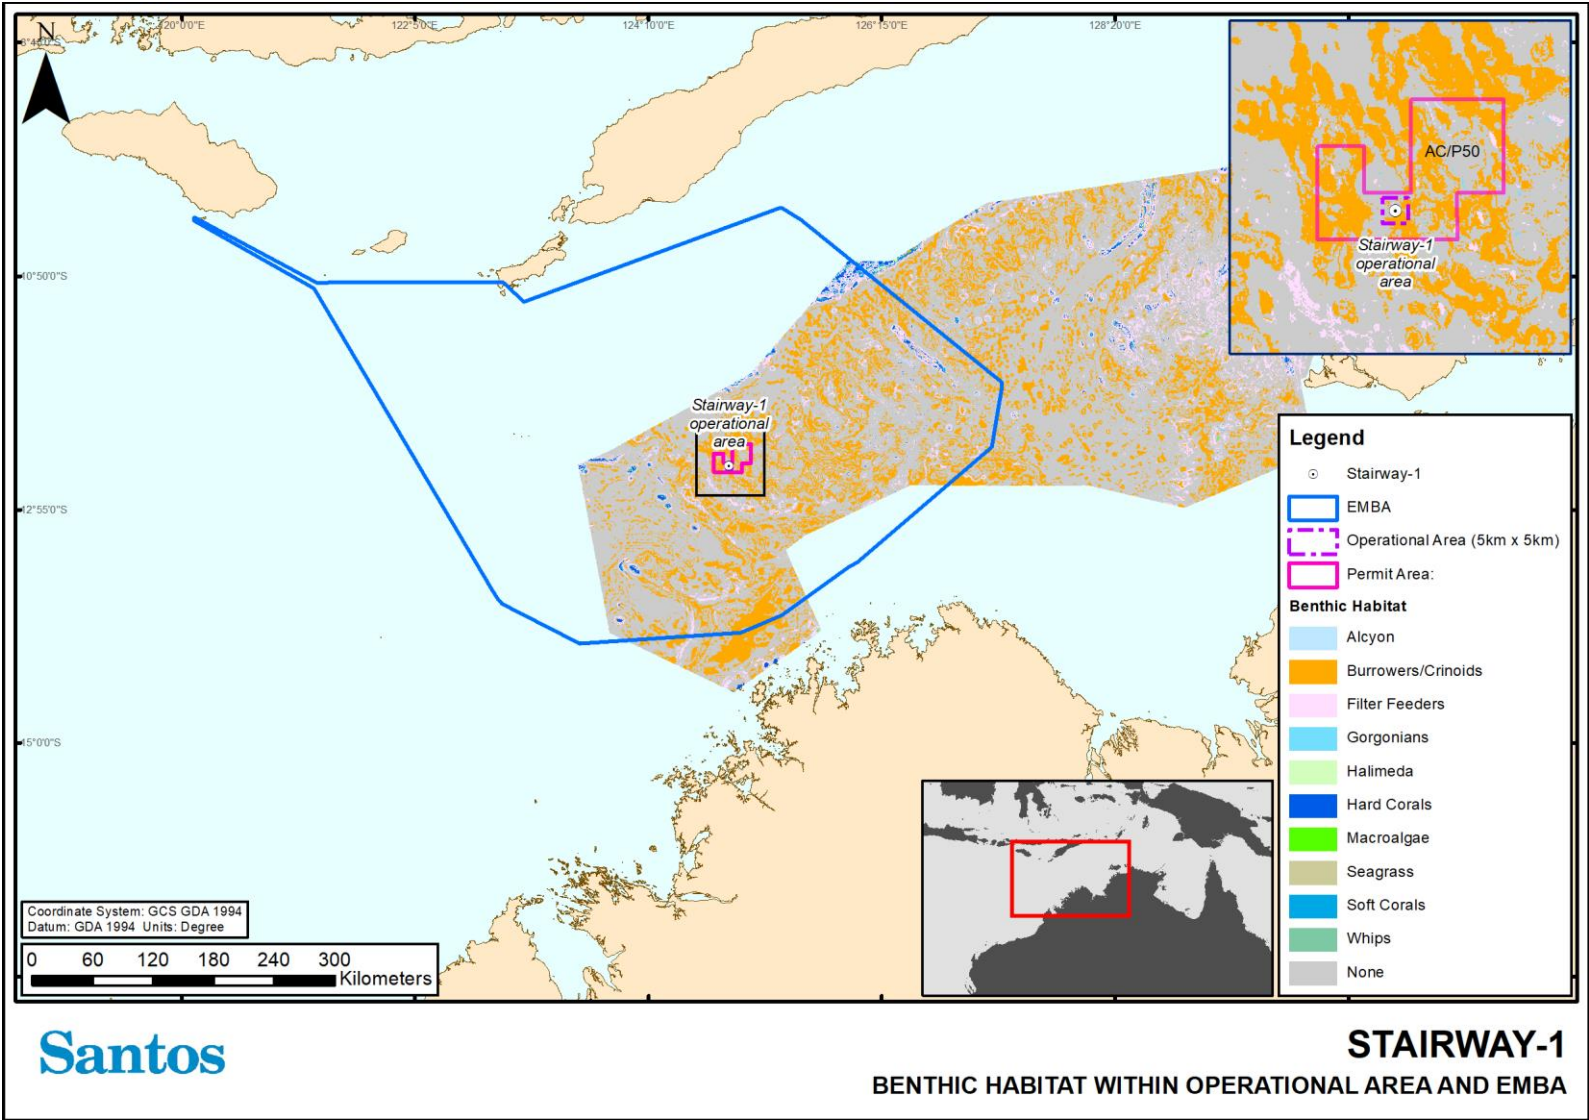 N
120°0'0"E
122°5'0"E
124°10'0"E
126°15'0"E
128°20'0"E
8°45'0"S
10°50'0"S
12°55'0"S
15°0'0"S
AC/P50
Stairway-1
operational
area
Stairway-1
operational
area
Legend
Stairway-1
EMBA
Operational Area (5km x 5km)
Permit Area:
Benthic Habitat
Alcyon
Burrowers/Crinoids
Filter Feeders
Gorgonians
Halimeda
Hard Corals
Macroalgae
Seagrass
Soft Corals
Whips
None
Coordinate System: GCS GDA 1994
Datum: GDA 1994 Units: Degree
0 60 120 180 240 300
Kilometers
Santos
STAIRWAY-1
BENTHIC HABITAT WITHIN OPERATIONAL AREA AND EMBA